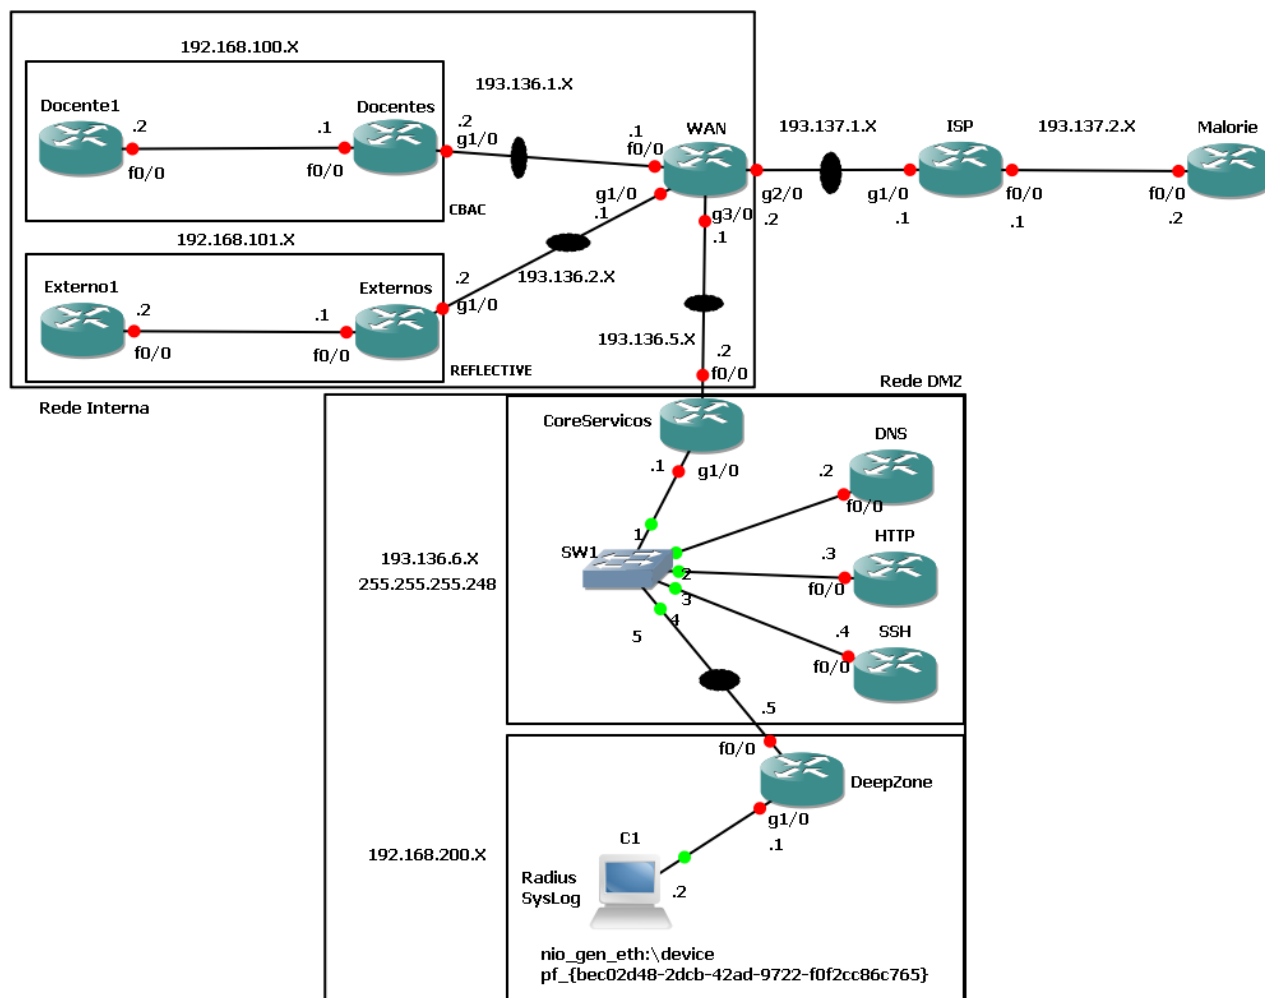 192.168.100.X
Docente1
.2
f0/0
.1
f0/0
Docentes
.2
g1/0
CBAC
193.136.1.X
.1
f0/0
WAN
g1/0
.1
g3/0
.1
g2/0
.2
193.137.1.X
g1/0
.1
ISP
f0/0
.1
193.137.2.X
f0/0
.2
Malorie
192.168.101.X
Externo1
.2
f0/0
.1
f0/0
Externos
.2
g1/0
REFLECTIVE
193.136.2.X
193.136.5.X
.2
f0/0
Rede Interna
Rede DMZ
CoreServicos
.1
g1/0
DNS
.2
f0/0
HTTP
.3
f0/0
SSH
.4
f0/0
SW1
1
2
3
4
5
193.136.6.X
255.255.255.248
.5
f0/0
DeepZone
g1/0
.1
192.168.200.X
C1
.2
Radius
SysLog
nio_gen_eth:\device
pf_{bec02d48-2dcb-42ad-9722-f0f2cc86c765}